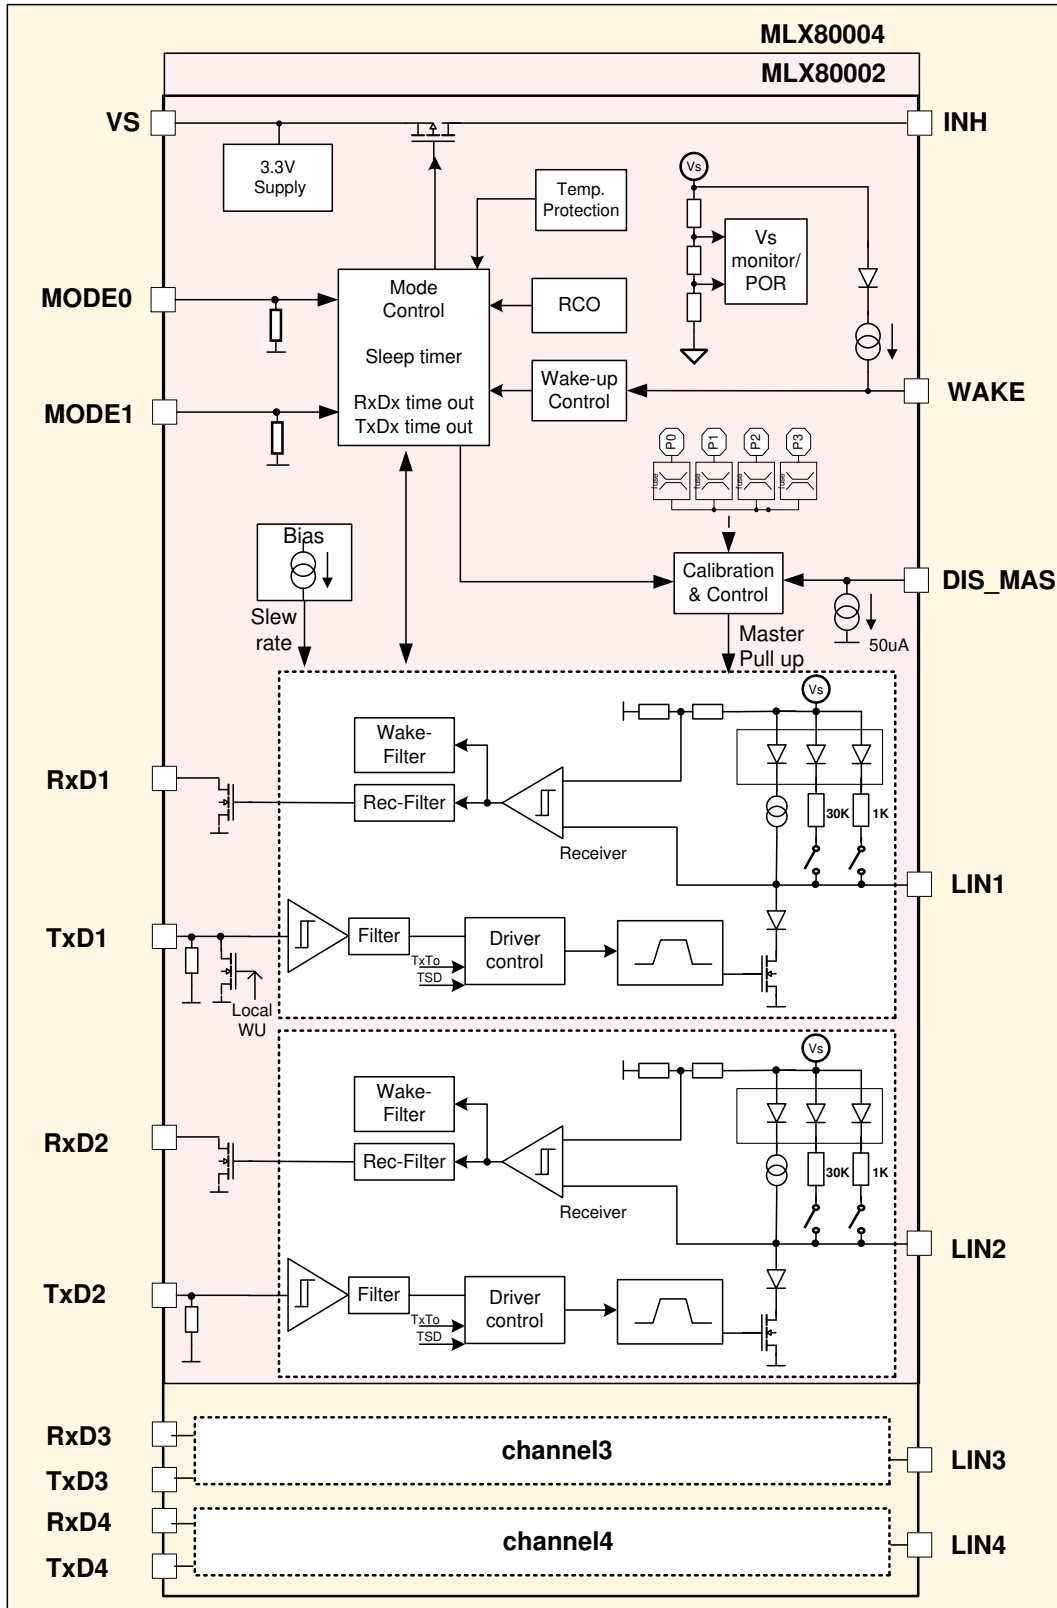 MLX80004
MLX80002
VS
INH
3.3V
Supply
Temp.
Protection
Vs
Vs
monitor/
POR
MODE0
Mode
Control
RCO
Sleep timer
Wake-up
Control
WAKE
MODE1
RxDx time out
TxDx time out
P0
P1
P2
P3
fuse
fuse
fuse
fuse
Bias
Calibration
& Control
DIS_MAS
Slew
rate
Master
Pull up
50uA
Vs
Wake-
Filter
RxD1
Rec-Filter
30K
1K
Receiver
LIN1
TxD1
Filter
Driver
control
TxTo
TSD
Local
WU
Vs
Wake-
Filter
RxD2
Rec-Filter
30K
1K
Receiver
LIN2
TxD2
Filter
Driver
control
TxTo
TSD
RxD3
channel3
LIN3
TxD3
RxD4
channel4
LIN4
TxD4